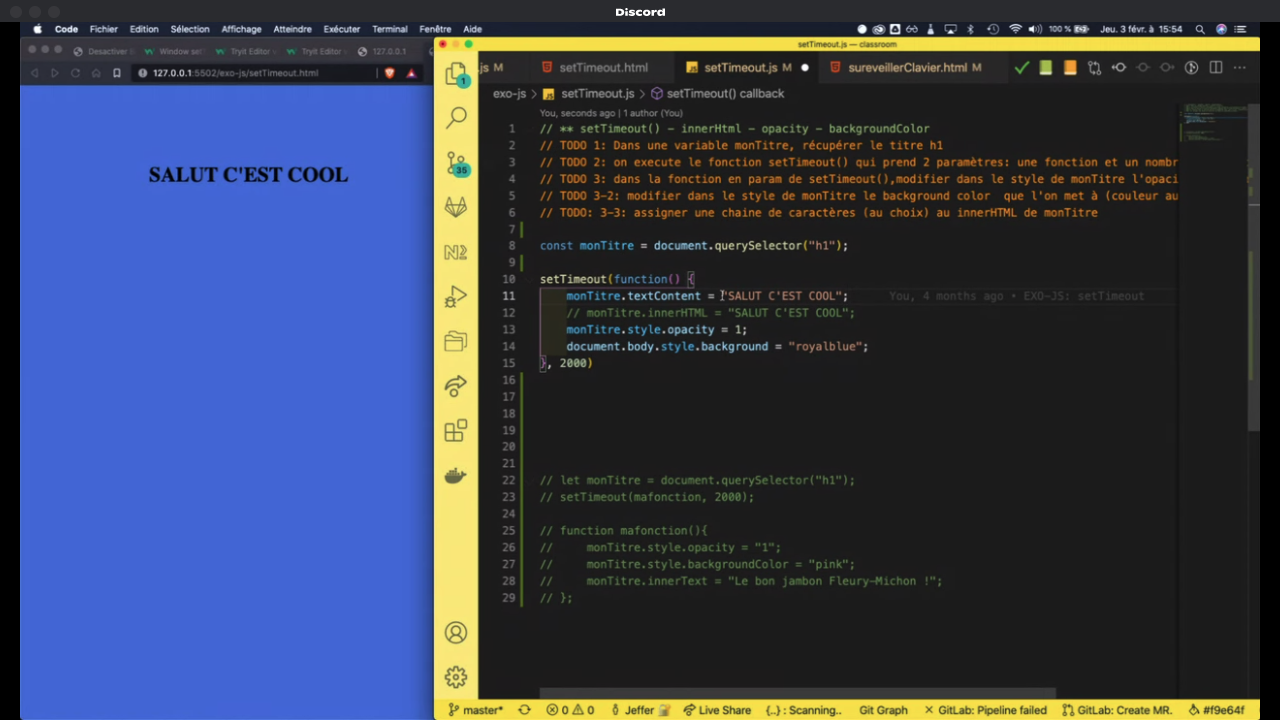 Discord
Code Fichier Edition Sélection Affichage Atteindre Exécuter Terminal Fenêtre Aide 100 % Jeu. 3 févr à 15:54
Desactiver Window set Tryit Editor Tryit Editor 127.0.0.1
setTimeout.js — classroom
127.0.0.1:5502/exo-js/setTimeout.html
.js M setTimeout.html setTimeout.js M sureveillerClavier.html M
exo-js > setTimeout.js > setTimeout() callback
You, seconds ago | 1 author (You)
1 // ** setTimeout() – innerHtml – opacity – backgroundColor
2 // TODO 1: Dans une variable monTitre, récupérer le titre h1
3 // TODO 2: on execute le fonction setTimeout() qui prend 2 paramètres: une fonction et un nombr
4 // TODO 3: dans la fonction en param de setTimeout(),modifier dans le style de monTitre l'opaci
5 // TODO 3-2: modifier dans le style de monTitre le background color que l'on met à (couleur au
6 // TODO: 3-3: assigner une chaine de caractères (au choix) au innerHTML de monTitre
7
8 const monTitre = document.querySelector("h1");
9
10 setTimeout(function() {
11 monTitre.textContent = "SALUT C'EST COOL"; You, 4 months ago • EXO-JS: setTimeout
12 // monTitre.innerHTML = "SALUT C'EST COOL";
13 monTitre.style.opacity = 1;
14 document.body.style.background = "royalblue";
15 }, 2000)
16
17
18
19
20
21
22 // let monTitre = document.querySelector("h1");
23 // setTimeout(mafonction, 2000);
24
25 // function mafonction(){
26 // monTitre.style.opacity = "1";
27 // monTitre.style.backgroundColor = "pink";
28 // monTitre.innerText = "Le bon jambon Fleury-Michon !";
29 // };
SALUT C'EST COOL
1
35
master* 0 0 Jeffer Live Share {..} : Scanning.. Git Graph GitLab: Pipeline failed GitLab: Create MR. #f9e64f